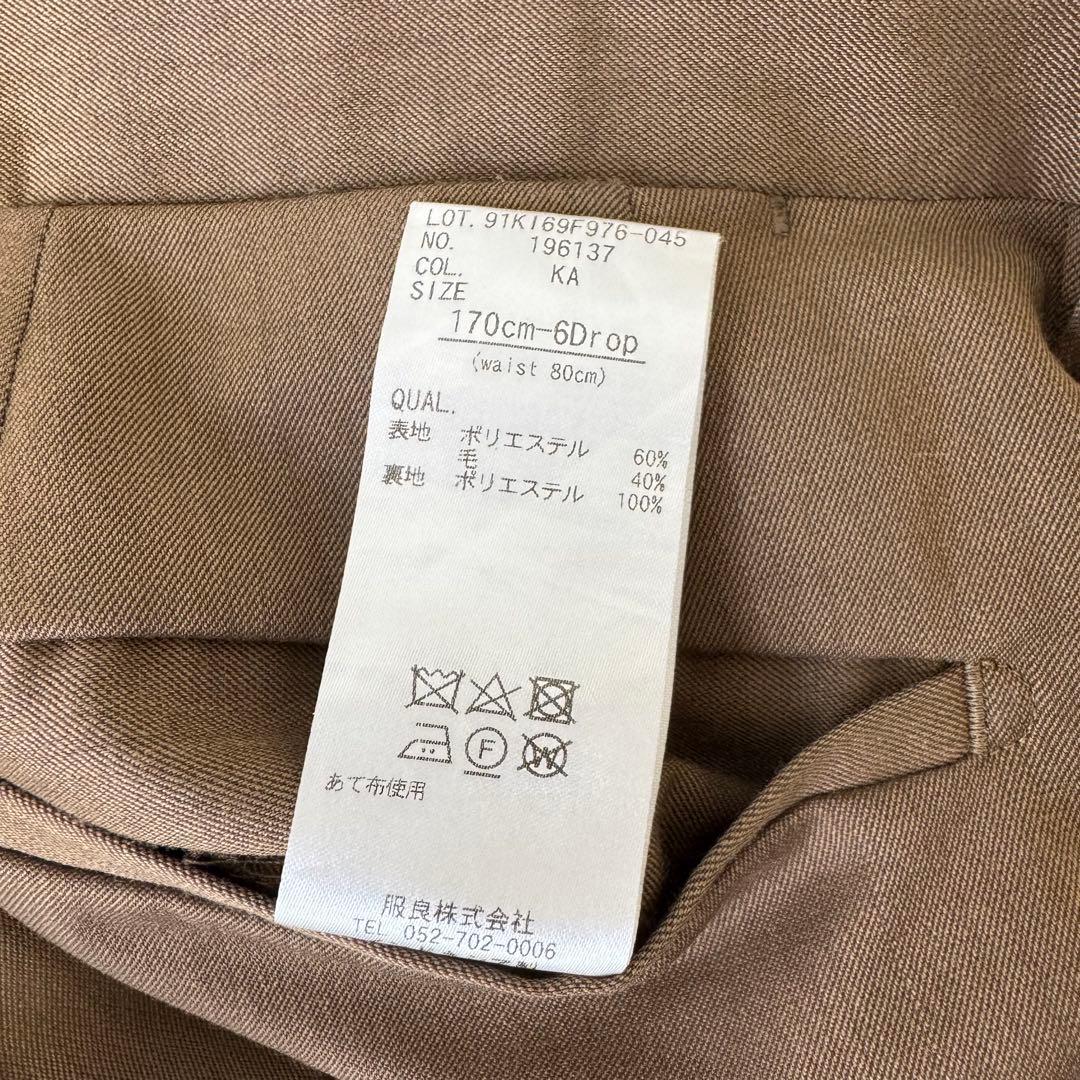 LOT. 91KI69F976-045
NO. 196137
COL. KA
SIZE
170cm-6Drop
(waist 80cm)
QUAL.
表地 ポリエステル 60%
毛 40%
裏地 ポリエステル 100%
F
W
あて布使用
服良株式会社
TEL 052-702-0006